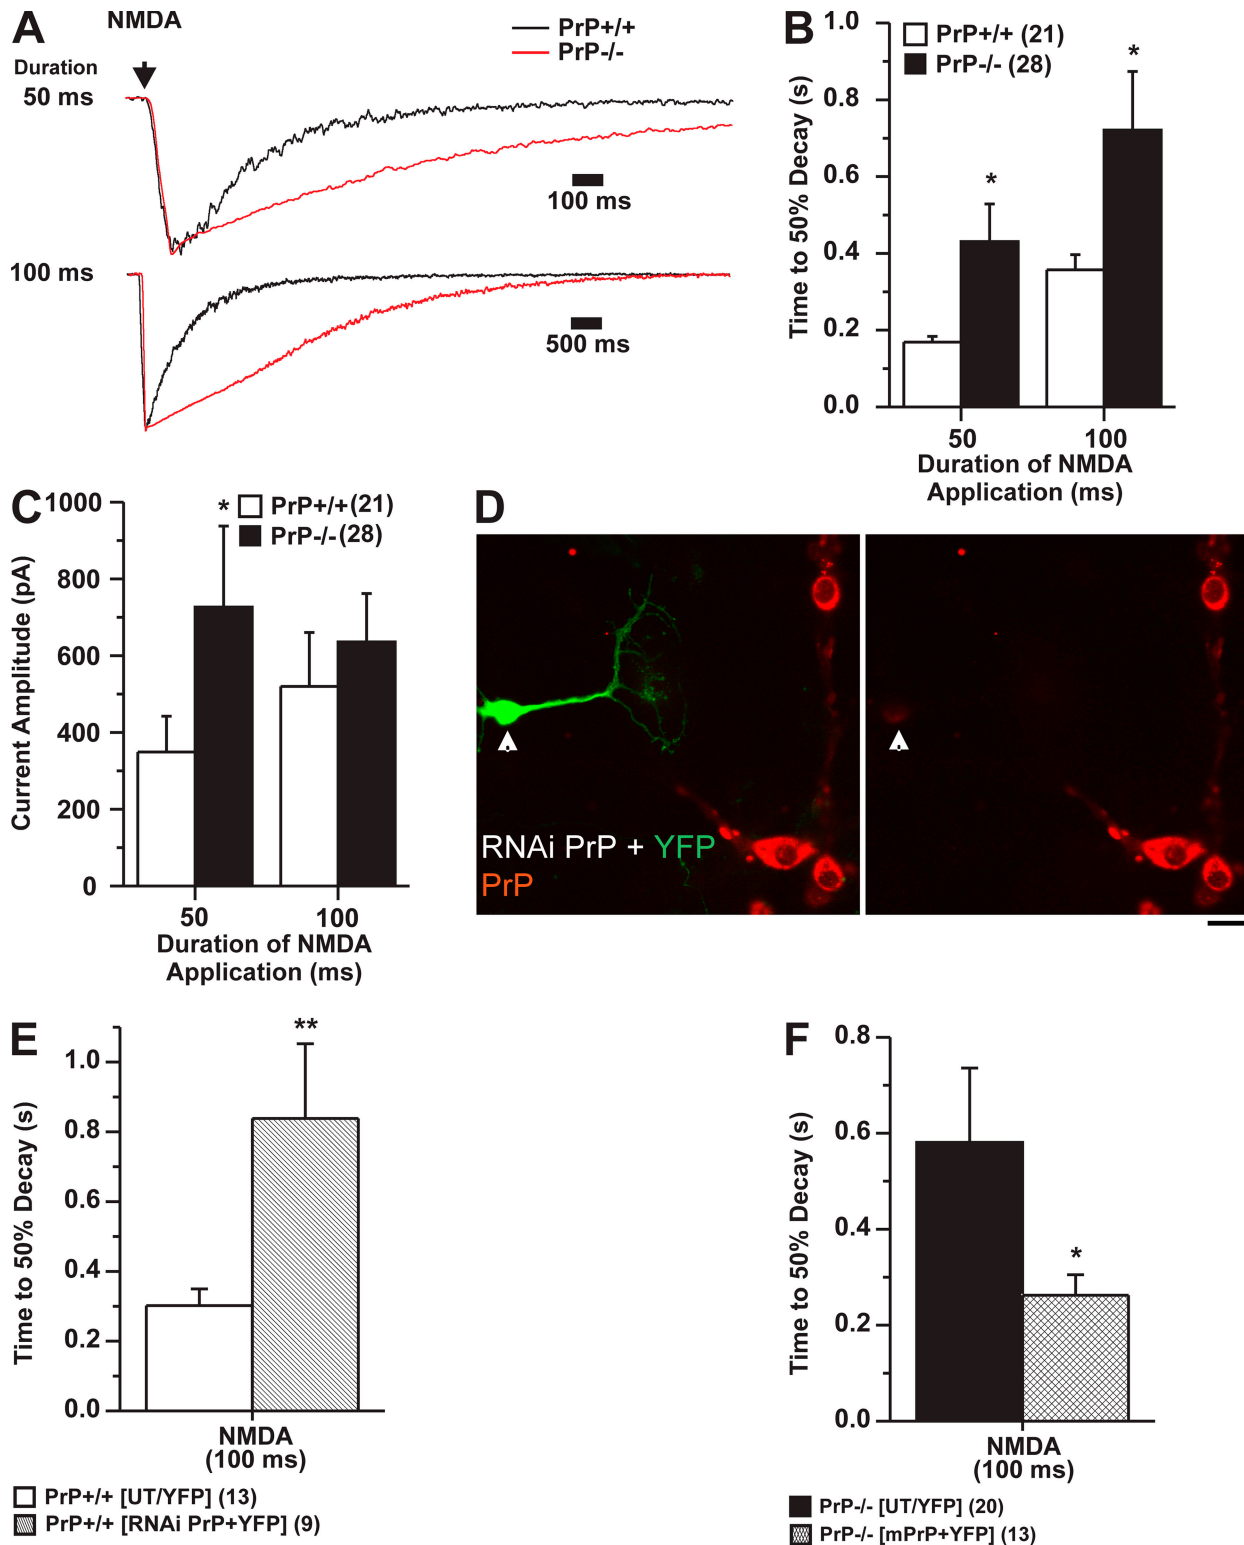 A
NMDA
PrP+/+
PrP-/-
Duration
50 ms
100 ms
100 ms
500 ms
B
PrP+/+ (21)
PrP-/- (28)
*
*
1.0
0.8
0.6
0.4
0.2
0.0
Time to 50% Decay (s)
50
100
Duration of NMDA
Application (ms)
C
PrP+/+(21)
PrP-/-(28)
*
1000
800
600
400
200
0
Current Amplitude (pA)
50
100
Duration of NMDA
Application (ms)
D
RNAi PrP + YFP
PrP
E
**
1.0
0.8
0.6
0.4
0.2
0.0
Time to 50% Decay (s)
NMDA
(100 ms)
PrP+/+ [UT/YFP] (13)
PrP+/+ [RNAi PrP+YFP] (9)
F
*
0.8
0.6
0.4
0.2
0.0
Time to 50% Decay (s)
NMDA
(100 ms)
PrP-/- [UT/YFP] (20)
PrP-/- [mPrP+YFP] (13)